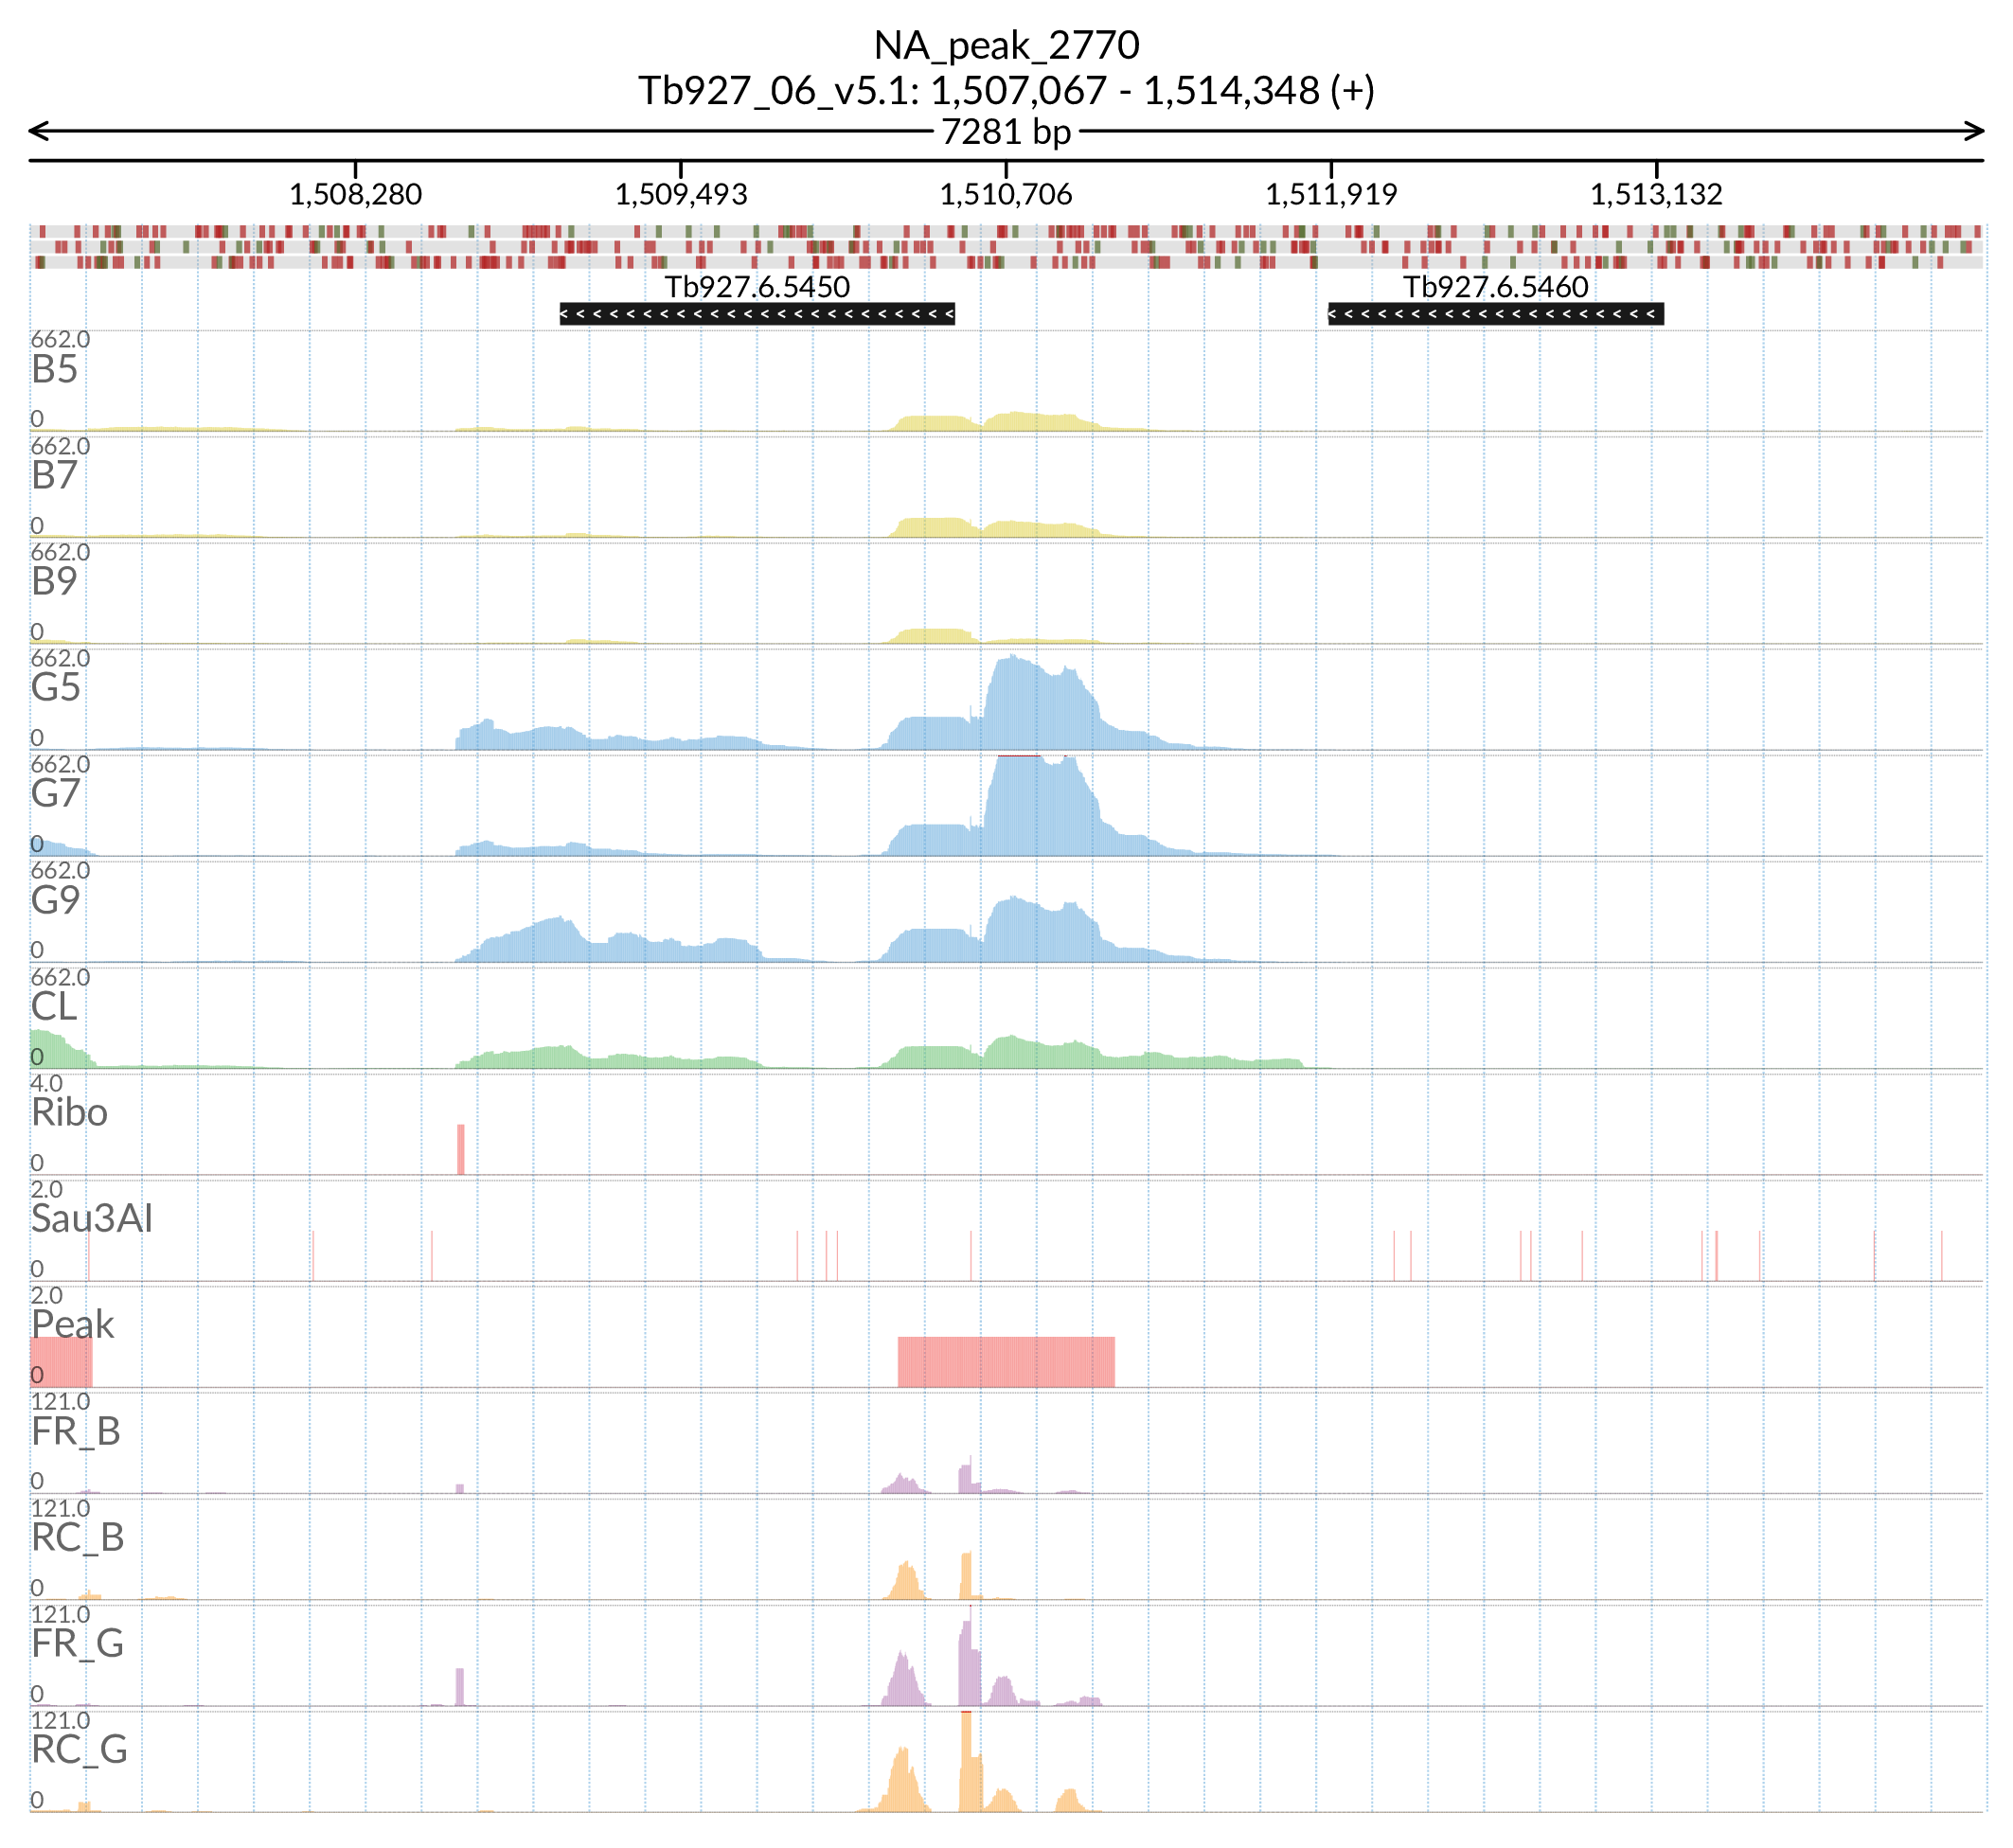 NA_peak_2770
Tb927_06_v5.1: 1,507,067 - 1,514,348 (+)
7281 bp
1,508,280 1,509,493 1,510,706 1,511,919 1,513,132
Tb927.6.5450 Tb927.6.5460
662.0
B5
0
662.0
B7
0
662.0
B9
0
662.0
G5
0
662.0
G7
0
662.0
G9
0
662.0
CL
0
4.0
Ribo
0
2.0
Sau3AI
0
2.0
Peak
0
121.0
FR_B
0
121.0
RC_B
0
121.0
FR_G
0
121.0
RC_G
0